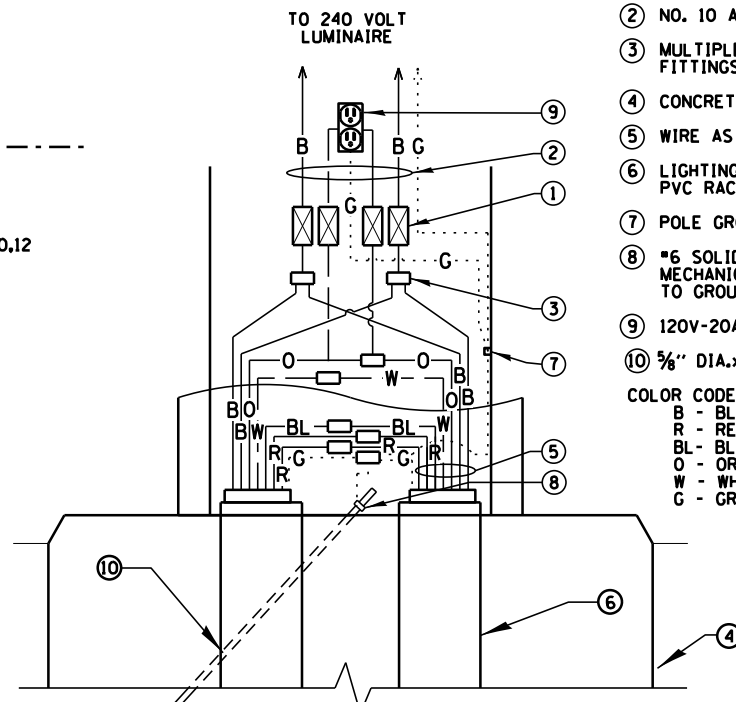 TO 240 VOLT
LUMINAIRE
0,12
B
B
G
G
G
O
O
W
B
B
O
B
O
B
W
W
BL
BL
R
R
R
G
G
R
9
2
1
3
7
5
8
10
6
4
2 NO. 10 A
3 MULTIPLE
FITTINGS
4 CONCRET
5 WIRE AS
6 LIGHTING
PVC RAC
7 POLE GRO
8 #6 SOLID
MECHANIC
TO GROU
9 120V-20A
10 5/8" DIA.x
COLOR CODE
B - BL
R - RE
BL- BL
O - OR
W - WH
G - GR